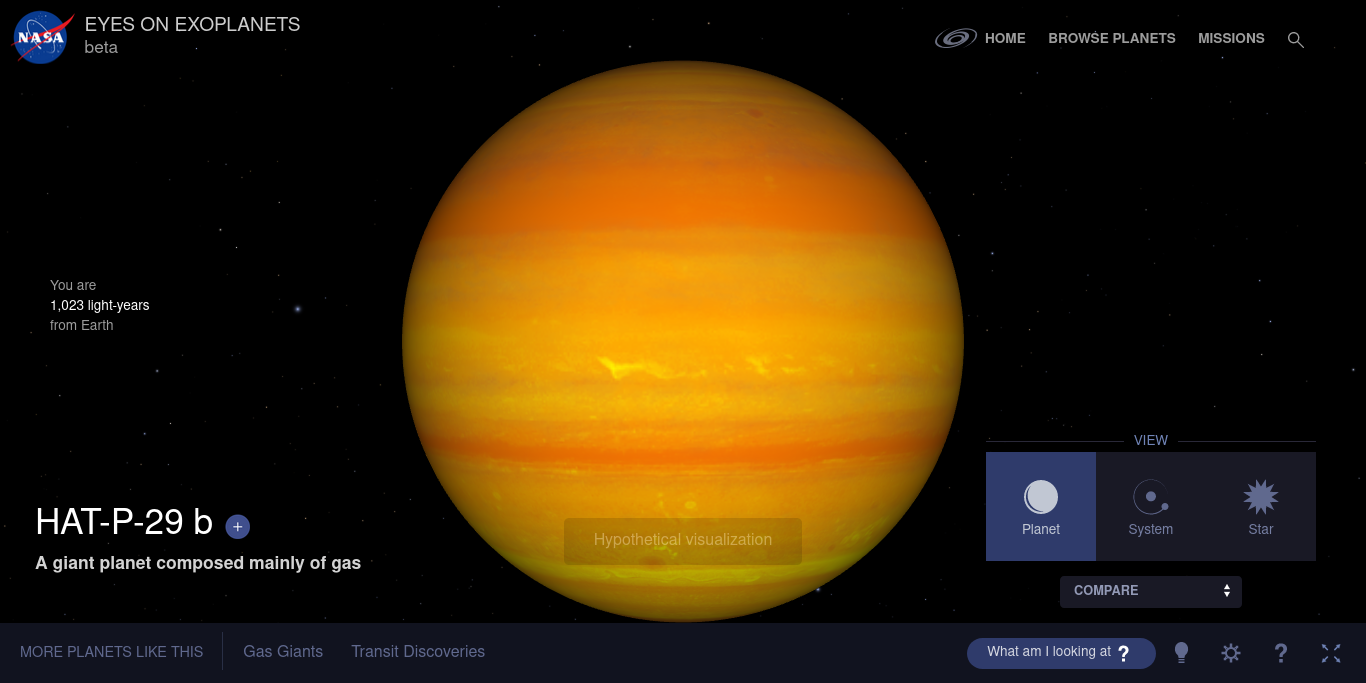 NASA
EYES ON EXOPLANETS
beta
HOME
BROWSE PLANETS
MISSIONS
You are
1,023 light-years
from Earth
VIEW
Planet
System
Star
HAT-P-29 b +
A giant planet composed mainly of gas
Hypothetical visualization
COMPARE
MORE PLANETS LIKE THIS
Gas Giants
Transit Discoveries
What am I looking at ?
?